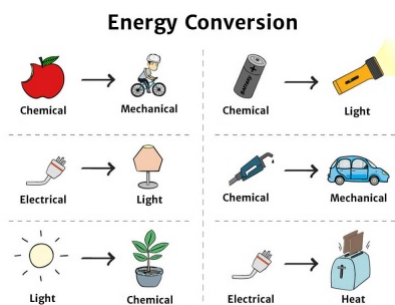 Energy Conversion
Chemical
Mechanical
Chemical
Light
Electrical
Light
Chemical
Mechanical
Light
Chemical
Electrical
Heat